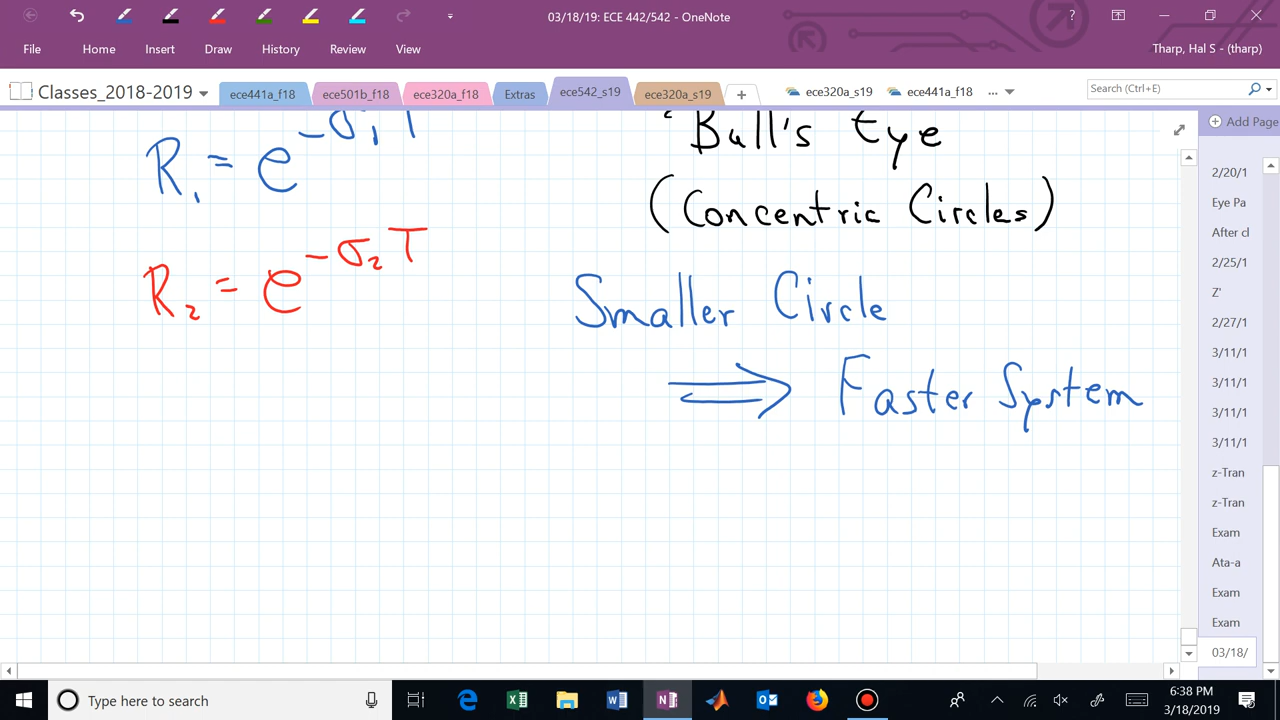 03/18/19: ECE 442/542 - OneNote
File Home Insert Draw History Review View
Tharp, Hal S - (tharp)
Classes_2018-2019
ece441a_f18 ece501b_f18 ece320a_f18 Extras ece542_s19 ece320a_s19
ece320a_s19 ece441a_f18 ...
Search (Ctrl+E)
Add Page
R₁ = e^(-σ₁T)
R₂ = e^(-σ₂T)
"Bull's Eye
(Concentric Circles)
Smaller Circle
⟹ Faster System
2/20/1
Eye Pa
After cl
2/25/1
Z'
2/27/1
3/11/1
3/11/1
3/11/1
3/11/1
z-Tran
z-Tran
Exam
Ata-a
Exam
Exam
03/18/
Type here to search
6:38 PM
3/18/2019